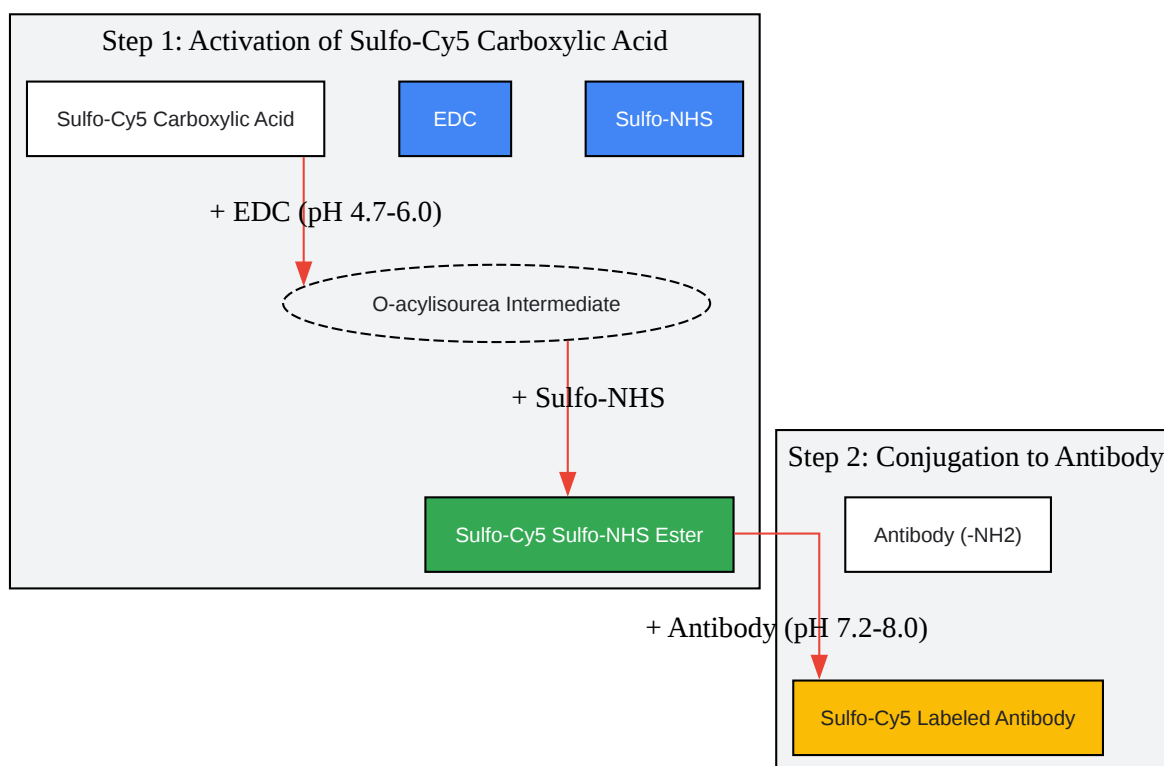 Step 1: Activation of Sulfo-Cy5 Carboxylic Acid
Sulfo-Cy5 Carboxylic Acid
EDC
Sulfo-NHS
+ EDC (pH 4.7-6.0)
O-acylisourea Intermediate
+ Sulfo-NHS
Sulfo-Cy5 Sulfo-NHS Ester
Step 2: Conjugation to Antibody
Antibody (-NH2)
+ Antibody (pH 7.2-8.0)
Sulfo-Cy5 Labeled Antibody